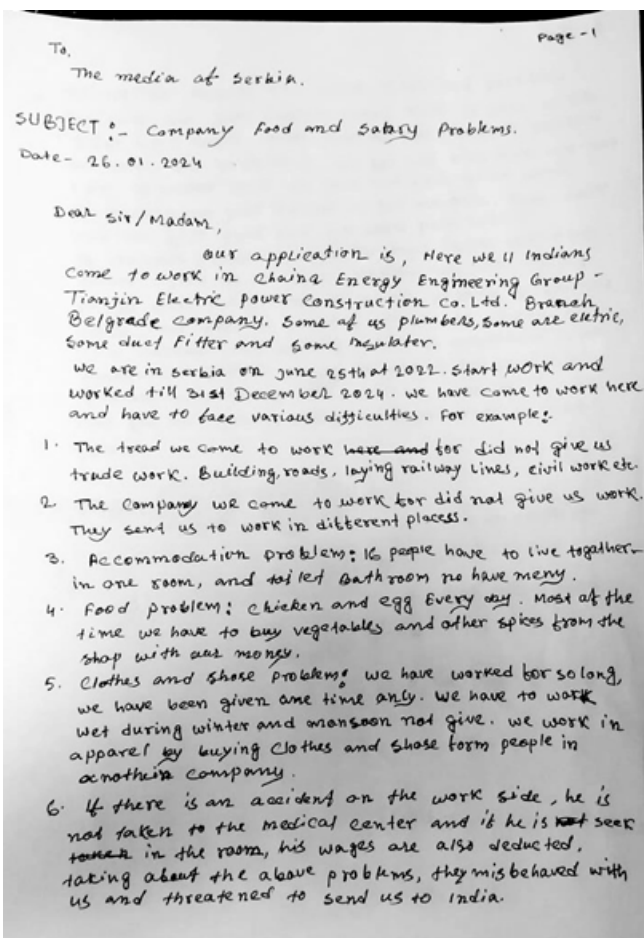 Page - 1
To,
The media of Serbia.
SUBJECT :- Company Food and Salary Problems.
Date - 26.01.2024
Dear Sir/Madam,
our application is, Here we 11 Indians
come to work in Chaina Energy Engineering Group -
Tianjin Electric power Construction Co. Ltd. Branah
Belgrade company. Some of us plumbers, some are eletric,
some duct Fitter and some Insulater.
We are in serbia on June 25th at 2022. Start work and
worked till 31st December 2024. we have come to work here
and have to face various difficulties. For example:-
1. The tread we come to work here and for did not give us
trade work. Building, roads, laying railway lines, civil work etc.
2. The Company we come to work for did not give us work.
They sent us to work in different placess.
3. Accommodation problem: 16 people have to live togather
in one room, and toilet Bathroom no have meny.
4. Food problem: chicken and egg Every day. Most of the
time we have to buy vegetables and other spices from the
shop with our money.
5. Clothes and shose problem: we have worked for so long,
we have been given one time only. We have to work
wet during winter and monsoon not give. we work in
apparel by buying Clothes and shose form people in
company.
6. If there is an accident on the work side, he is
not taken to the medical center and if he is not seek
in the room, his wages are also deducted.
taking about the above problems, they misbehaved with
us and threatened to send us to India.